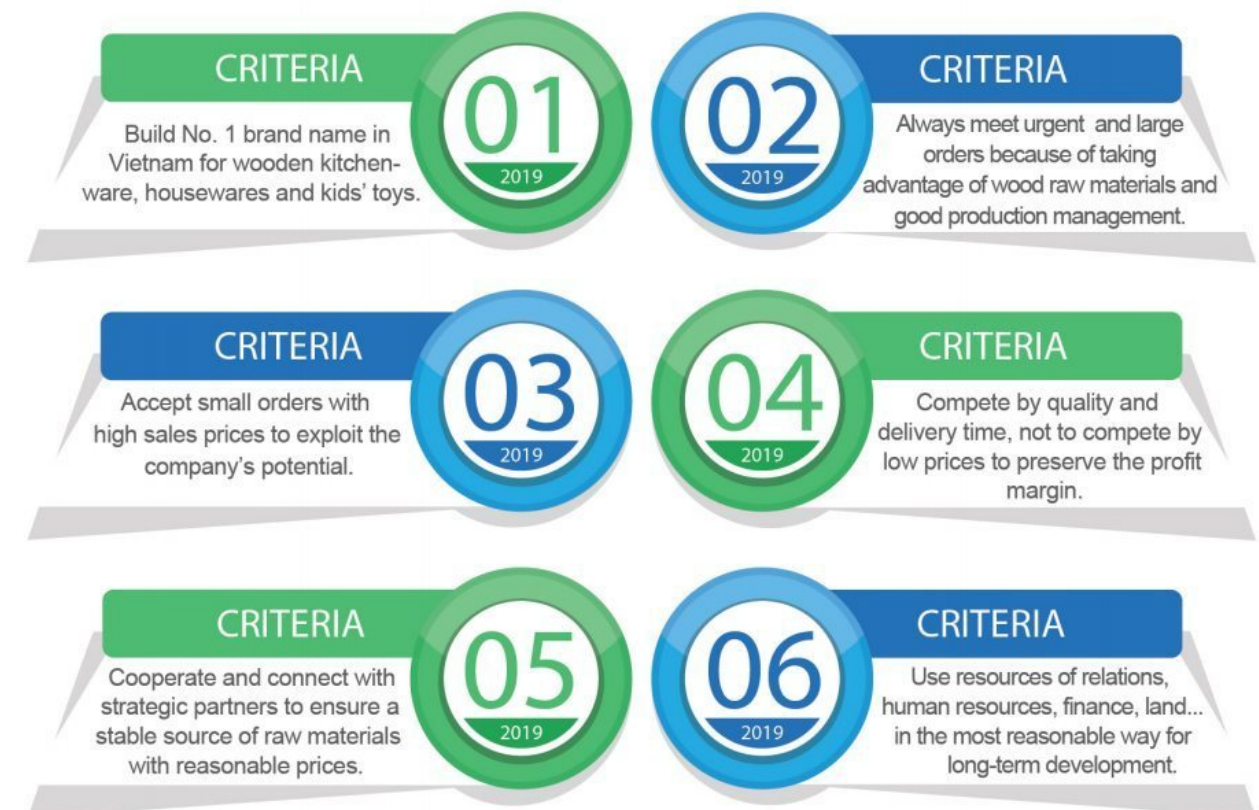 CRITERIA
01
2019
Build No. 1 brand name in
Vietnam for wooden kitchen-
ware, housewares and kids' toys.
CRITERIA
02
2019
Always meet urgent and large
orders because of taking
advantage of wood raw materials and
good production management.
CRITERIA
03
2019
Accept small orders with
high sales prices to exploit the
company's potential.
CRITERIA
04
2019
Compete by quality and
delivery time, not to compete by
low prices to preserve the profit
margin.
CRITERIA
05
2019
Cooperate and connect with
strategic partners to ensure a
stable source of raw materials
with reasonable prices.
CRITERIA
06
2019
Use resources of relations,
human resources, finance, land...
in the most reasonable way for
long-term development.